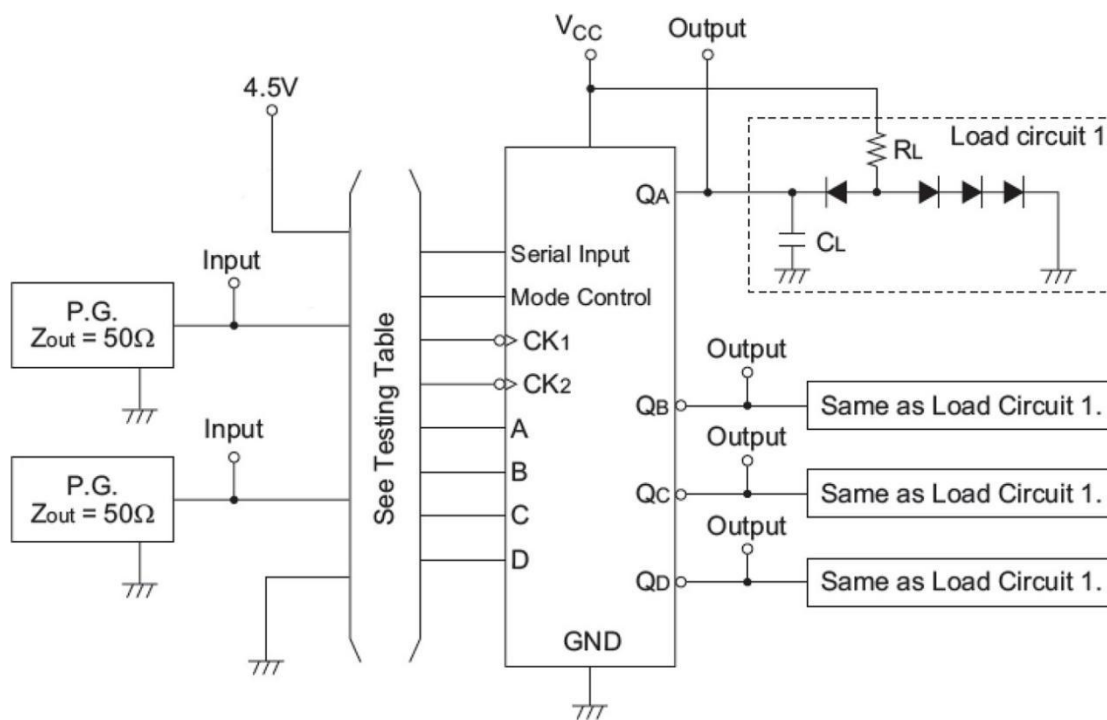 VCC
Output
4.5V
Load circuit 1
RL
QA
CL
Serial Input
Input
Mode Control
P.G.
Zout = 50Ω
CK1
CK2
See Testing Table
Output
QB
Same as Load Circuit 1.
Input
A
Output
B
P.G.
Zout = 50Ω
QC
Same as Load Circuit 1.
C
Output
D
QD
Same as Load Circuit 1.
GND